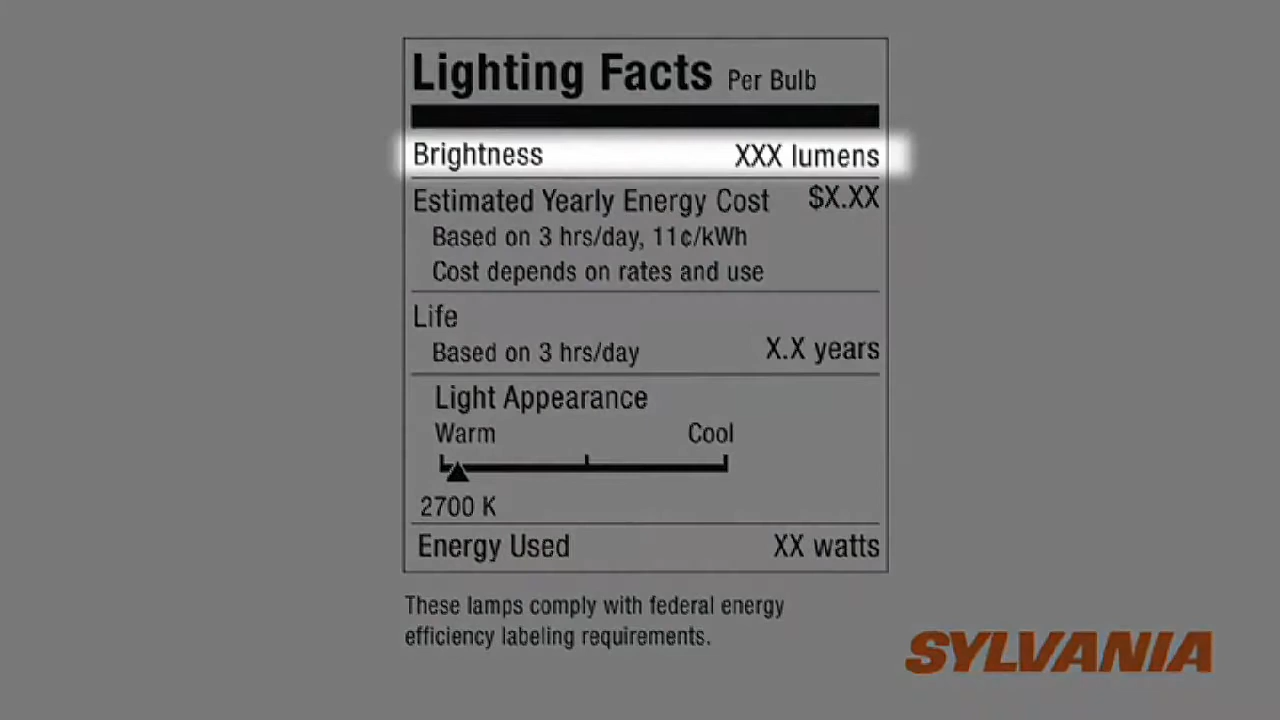 Lighting Facts Per Bulb
Brightness XXX lumens
Estimated Yearly Energy Cost $X.XX
Based on 3 hrs/day, 11¢/kWh
Cost depends on rates and use
Life
Based on 3 hrs/day X.X years
Light Appearance
Warm Cool
2700 K
Energy Used XX watts
These lamps comply with federal energy
efficiency labeling requirements.
SYLVANIA